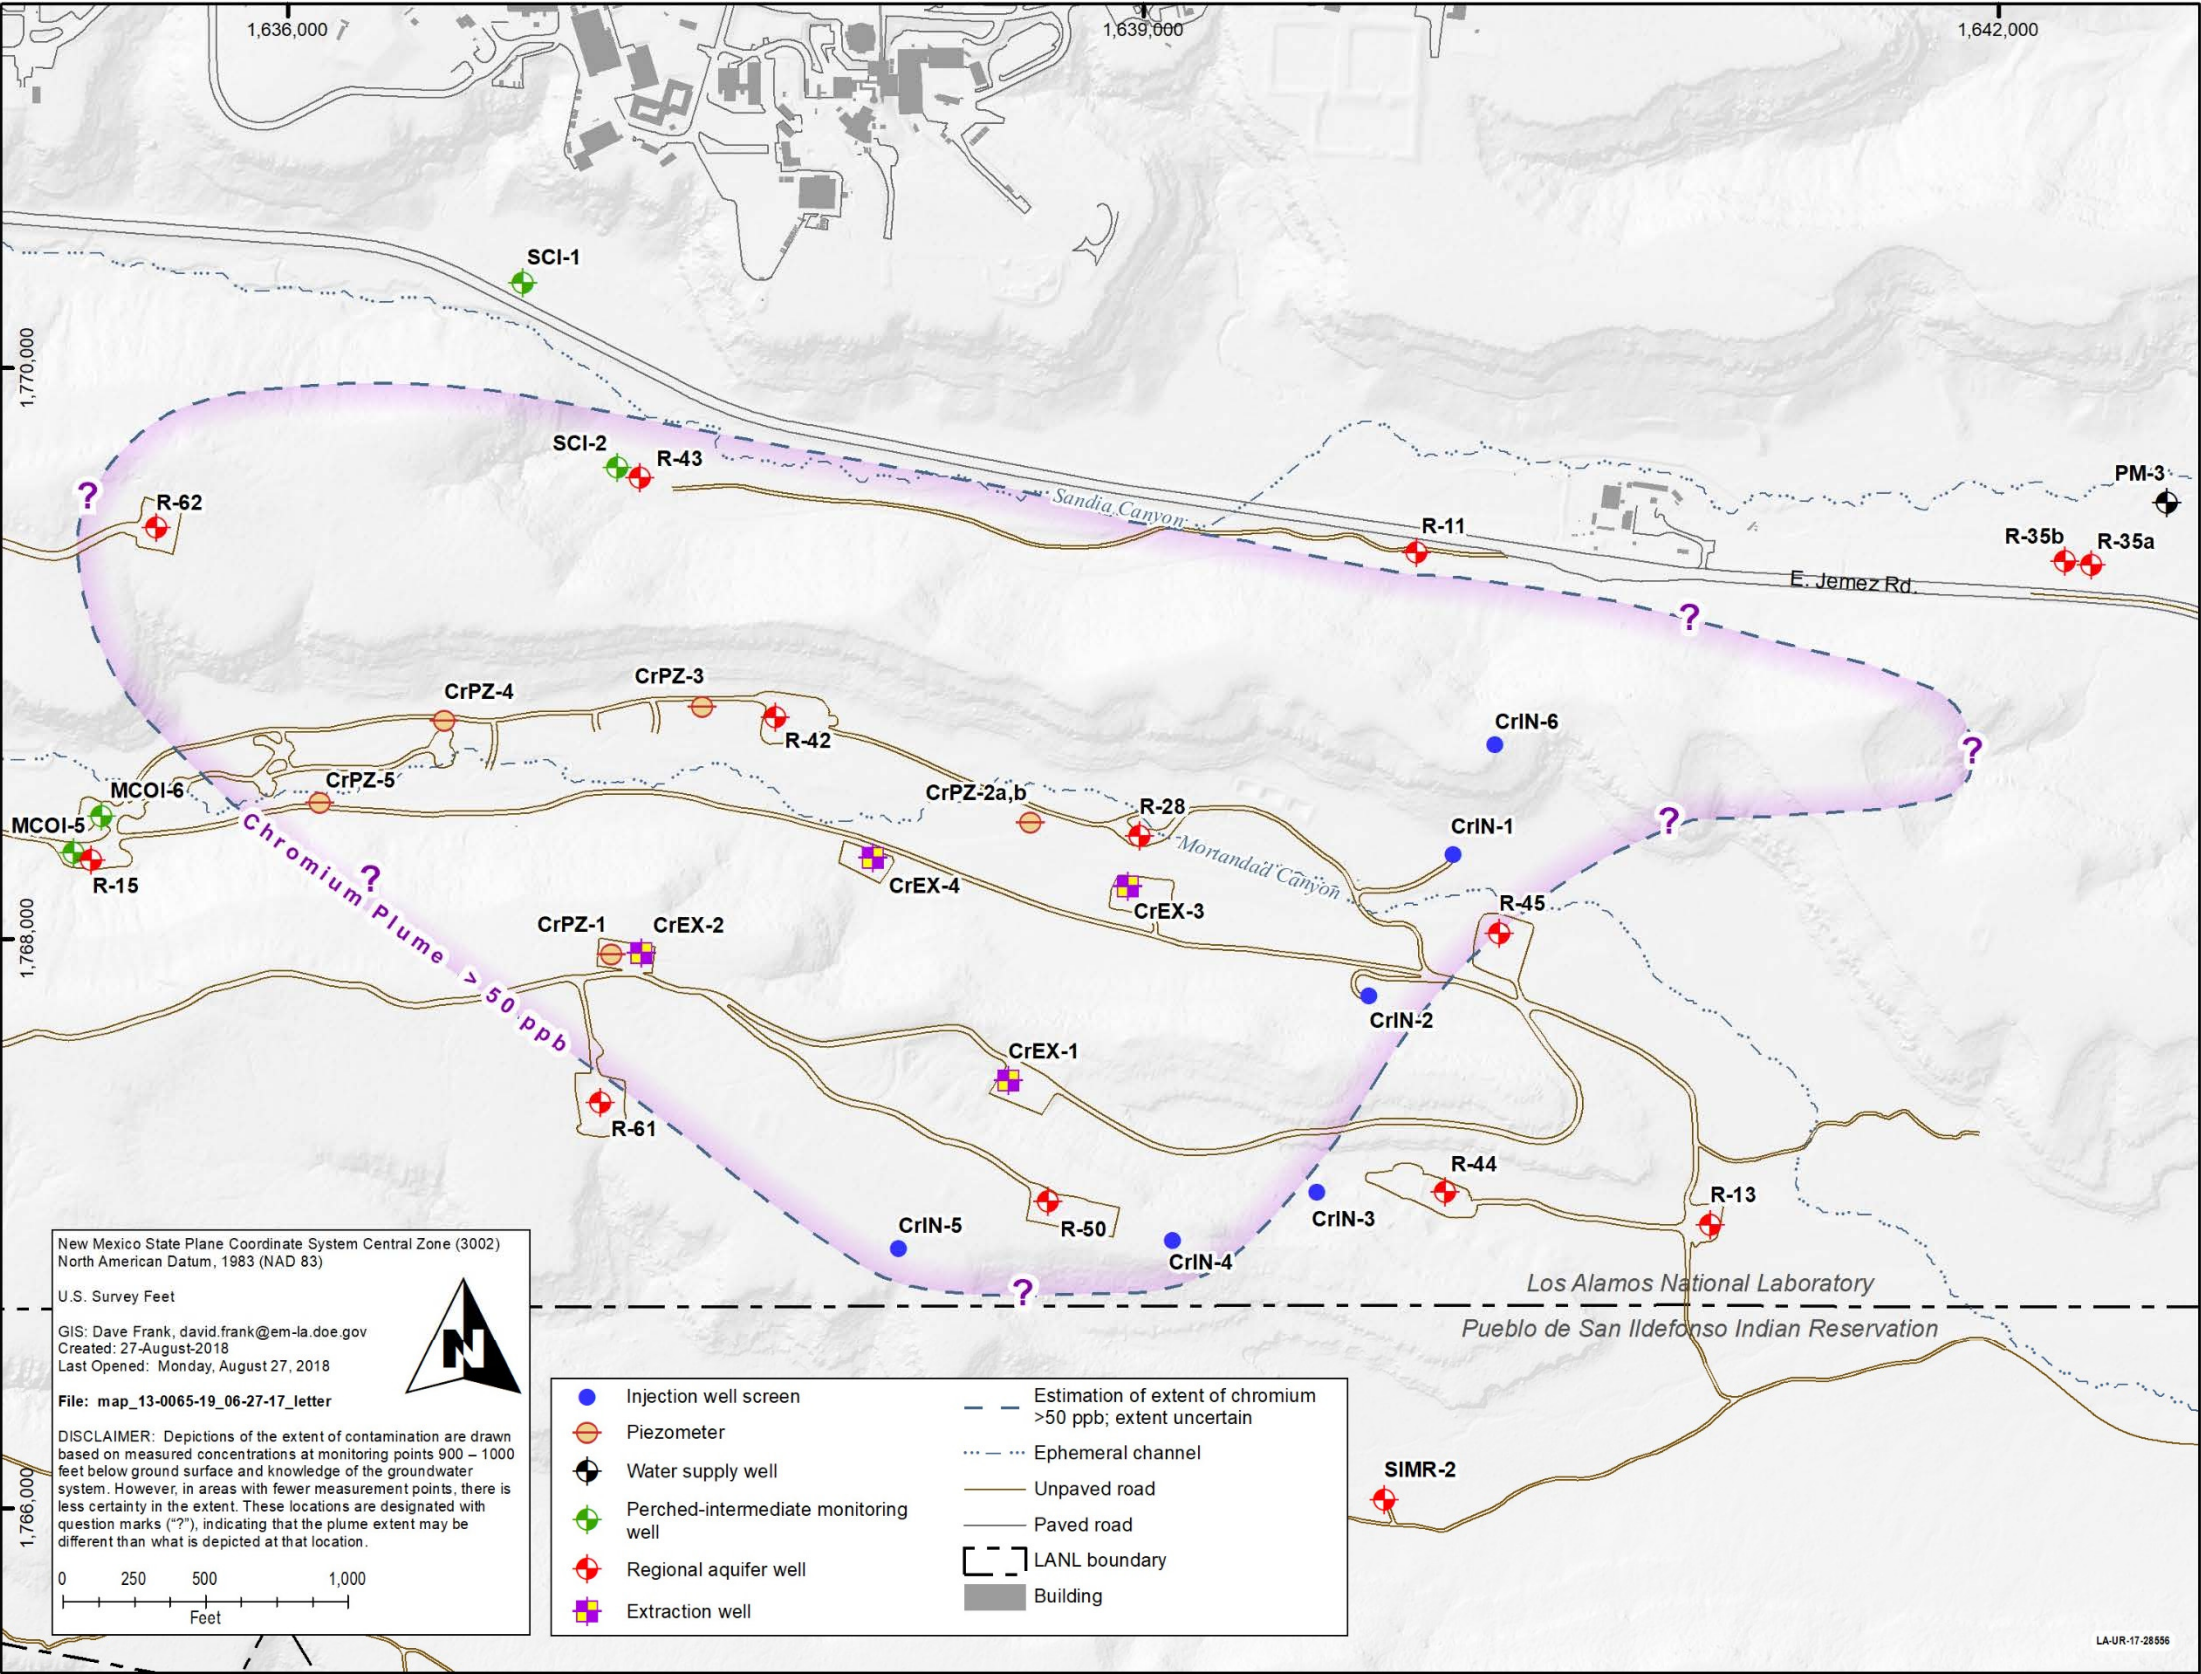 1,636,000
1,639,000
1,642,000
SCI-1
1,770,000
SCI-2
R-43
PM-3
?
R-62
Sandia Canyon
R-11
R-35b
R-35a
E. Jemez Rd.
?
CrPZ-4
CrPZ-3
R-42
CrIN-6
?
MCOI-6
CrPZ-5
CrPZ-2a,b
R-28
?
MCOI-5
CrIN-1
Mortandad Canyon
R-15
?
CrEX-4
CrEX-3
R-45
Chromium Plume > 50 ppb
CrPZ-1
CrEX-2
1,768,000
CrIN-2
CrEX-1
R-61
R-44
R-13
CrIN-5
R-50
CrIN-3
CrIN-4
?
Los Alamos National Laboratory
Pueblo de San Ildefonso Indian Reservation
SIMR-2
1,766,000
New Mexico State Plane Coordinate System Central Zone (3002)
North American Datum, 1983 (NAD 83)
U.S. Survey Feet
GIS: Dave Frank, david.frank@em-la.doe.gov
Created: 27-August-2018
Last Opened: Monday, August 27, 2018
N
File: map_13-0065-19_06-27-17_letter
DISCLAIMER: Depictions of the extent of contamination are drawn
based on measured concentrations at monitoring points 900 – 1000
feet below ground surface and knowledge of the groundwater
system. However, in areas with fewer measurement points, there is
less certainty in the extent. These locations are designated with
question marks (“?”), indicating that the plume extent may be
different than what is depicted at that location.
0 250 500 1,000
Feet
Injection well screen
Piezometer
Water supply well
Perched-intermediate monitoring
well
Regional aquifer well
Extraction well
Estimation of extent of chromium
>50 ppb; extent uncertain
Ephemeral channel
Unpaved road
Paved road
LANL boundary
Building
LA-UR-17-28556